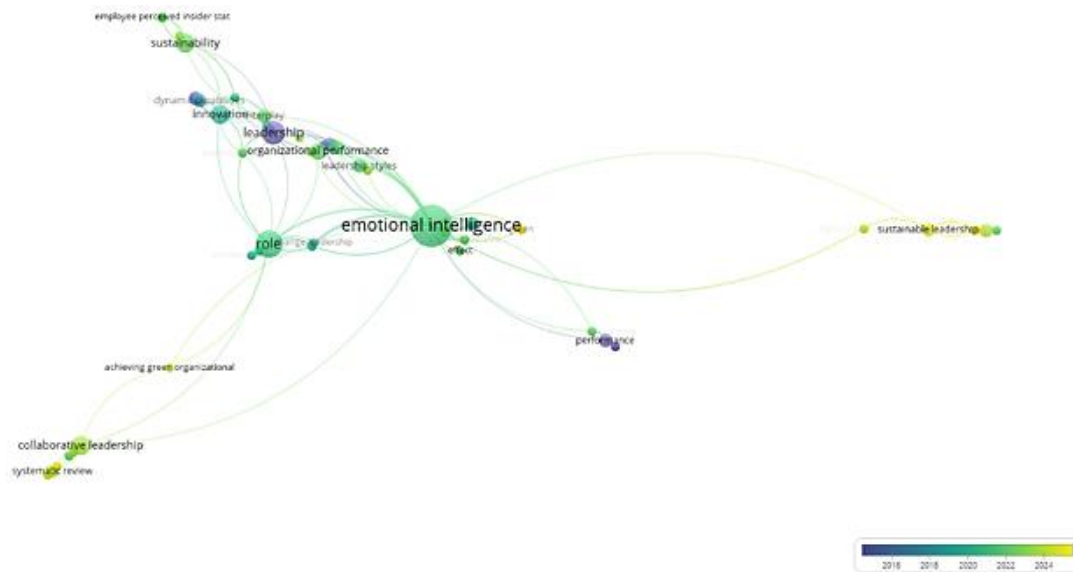 employee perceived insider stat
sustainability
innovation
leadership
organizational performance
leadership styles
emotional intelligence
role
effect
sustainable leadership
performance
achieving green organizational
collaborative leadership
systematic review
2016 2018 2020 2022 2024